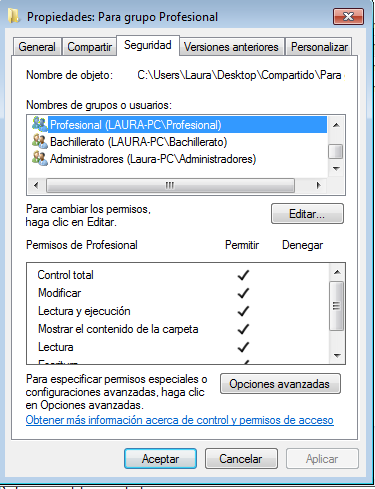 Propiedades: Para grupo Profesional
General Compartir Seguridad Versiones anteriores Personalizar
Nombre de objeto: C:\Users\Laura\Desktop\Compartido\Para
Nombres de grupos o usuarios:
Profesional (LAURA-PC\Profesional)
Bachillerato (LAURA-PC\Bachillerato)
Administradores (Laura-PC\Administradores)
Para cambiar los permisos,
haga clic en Editar.
Editar...
Permisos de Profesional Permitir Denegar
Control total
Modificar
Lectura y ejecución
Mostrar el contenido de la carpeta
Lectura
Escritura
Para especificar permisos especiales o
configuraciones avanzadas, haga clic
en Opciones avanzadas.
Opciones avanzadas
Obtener más información acerca de control y permisos de acceso
Aceptar Cancelar Aplicar